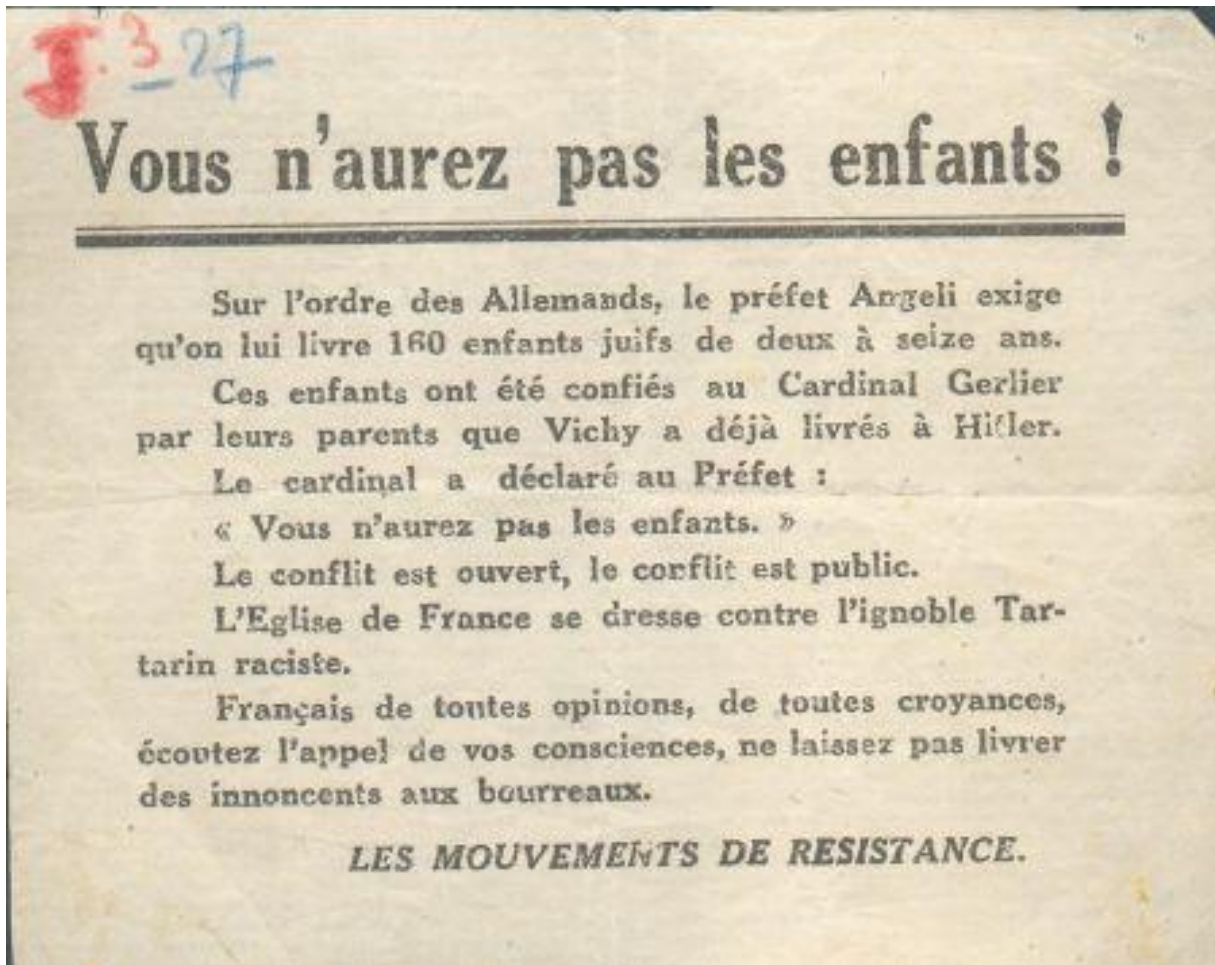 I. 3 27
Vous n'aurez pas les enfants !
Sur l'ordre des Allemands, le préfet Angeli exige
qu'on lui livre 160 enfants juifs de deux à seize ans.
Ces enfants ont été confiés au Cardinal Gerlier
par leurs parents que Vichy a déjà livrés à Hitler.
Le cardinal a déclaré au Préfet :
« Vous n'aurez pas les enfants. »
Le conflit est ouvert, le conflit est public.
L'Eglise de France se dresse contre l'ignoble Tar-
tarin raciste.
Français de toutes opinions, de toutes croyances,
écoutez l'appel de vos consciences, ne laissez pas livrer
des innoncents aux bourreaux.
LES MOUVEMENTS DE RESISTANCE.